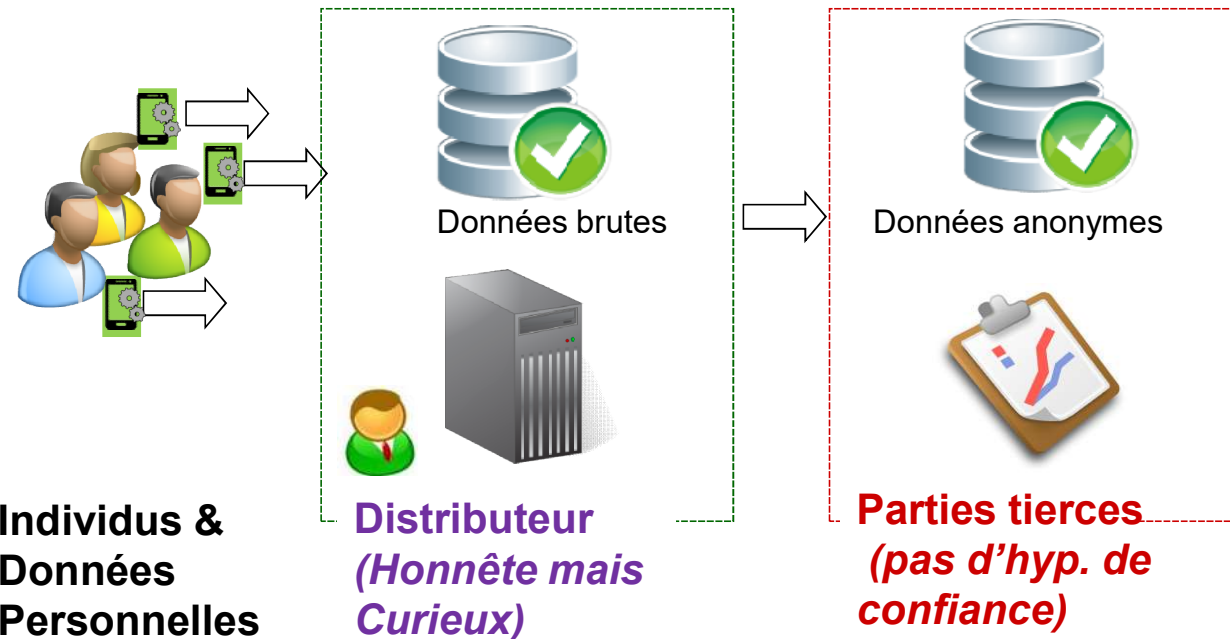 Données brutes
Données anonymes
Individus &
Données
Personnelles
Distributeur
(Honnête mais
Curieux)
Parties tierces
(pas d'hyp. de
confiance)